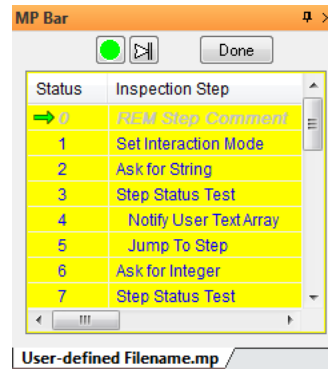 MP Bar
Done
Status Inspection Step
0 REM Step Comment
1 Set Interaction Mode
2 Ask for String
3 Step Status Test
4 Notify User Text Array
5 Jump To Step
6 Ask for Integer
7 Step Status Test
User-defined Filename.mp